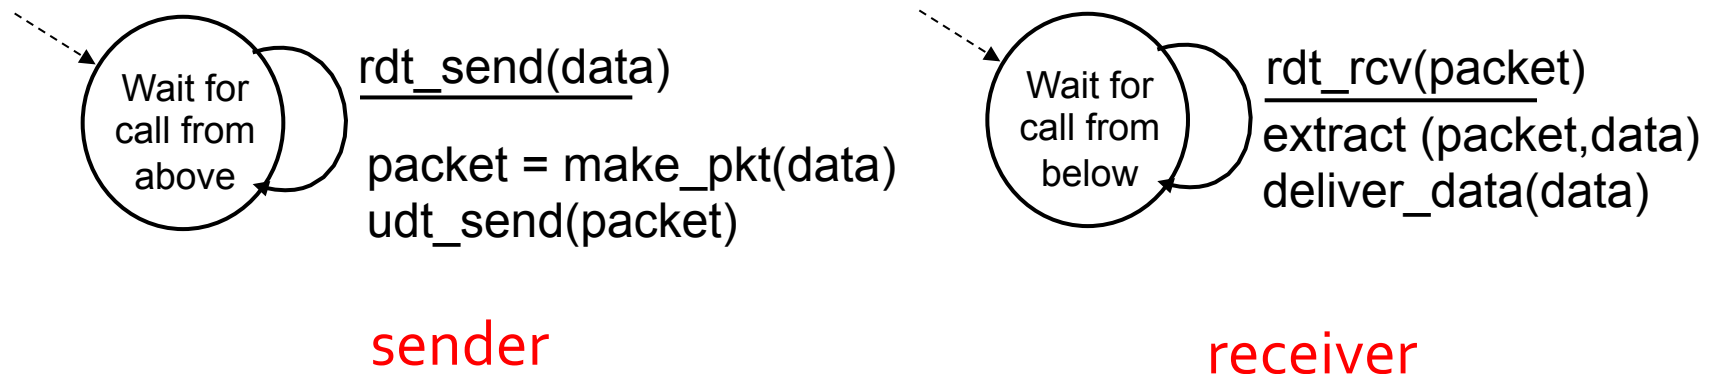 Wait for
call from
above
rdt_send(data)
packet = make_pkt(data)
udt_send(packet)
sender
Wait for
call from
below
rdt_rcv(packet)
extract (packet,data)
deliver_data(data)
receiver